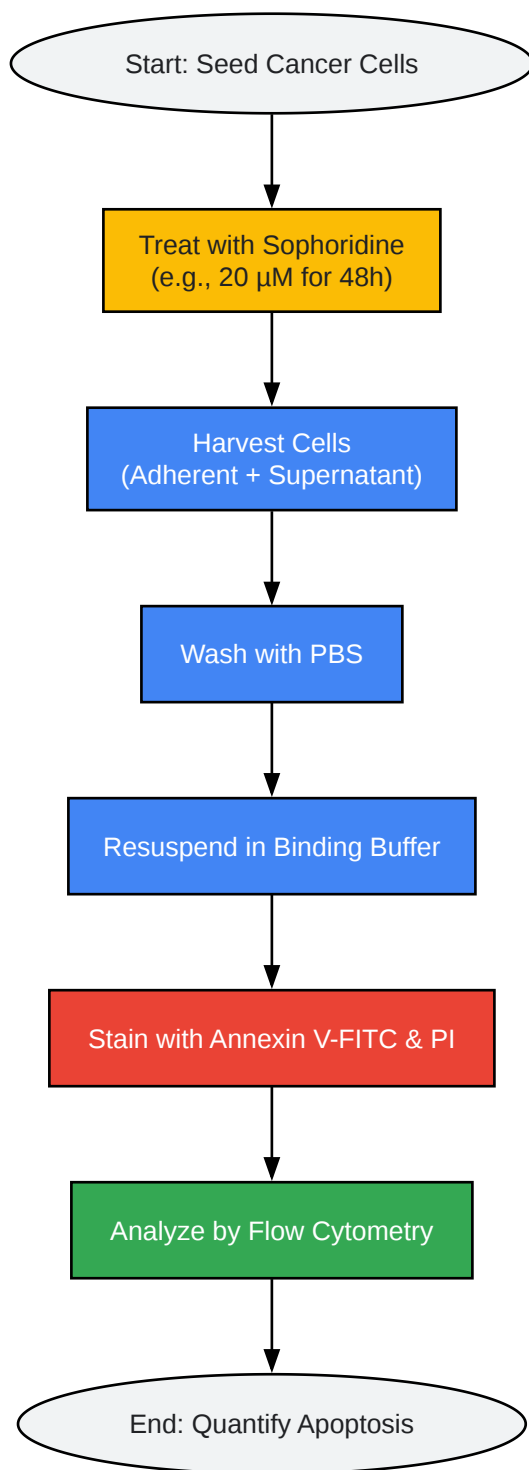 Start: Seed Cancer Cells
Treat with Sophoridine
(e.g., 20 µM for 48h)
Harvest Cells
(Adherent + Supernatant)
Wash with PBS
Resuspend in Binding Buffer
Stain with Annexin V-FITC & PI
Analyze by Flow Cytometry
End: Quantify Apoptosis